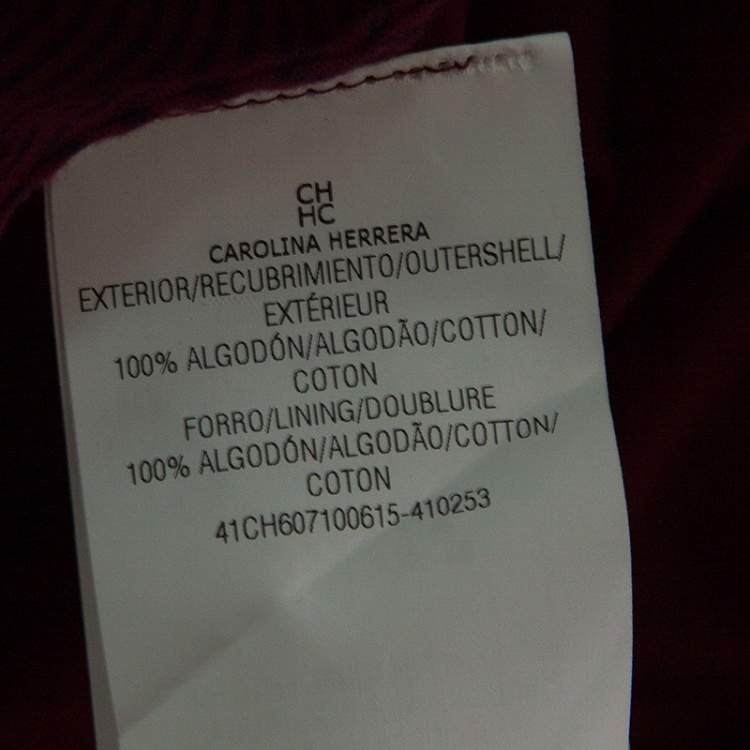 CH
HC
CAROLINA HERRERA
EXTERIOR/RECUBRIMIENTO/OUTERSHELL/
EXTÉRIEUR
100% ALGODÓN/ALGODÃO/COTTON/
COTON
FORRO/LINING/DOUBLURE
100% ALGODÓN/ALGODÃO/COTTON/
COTON
41CH607100615-410253